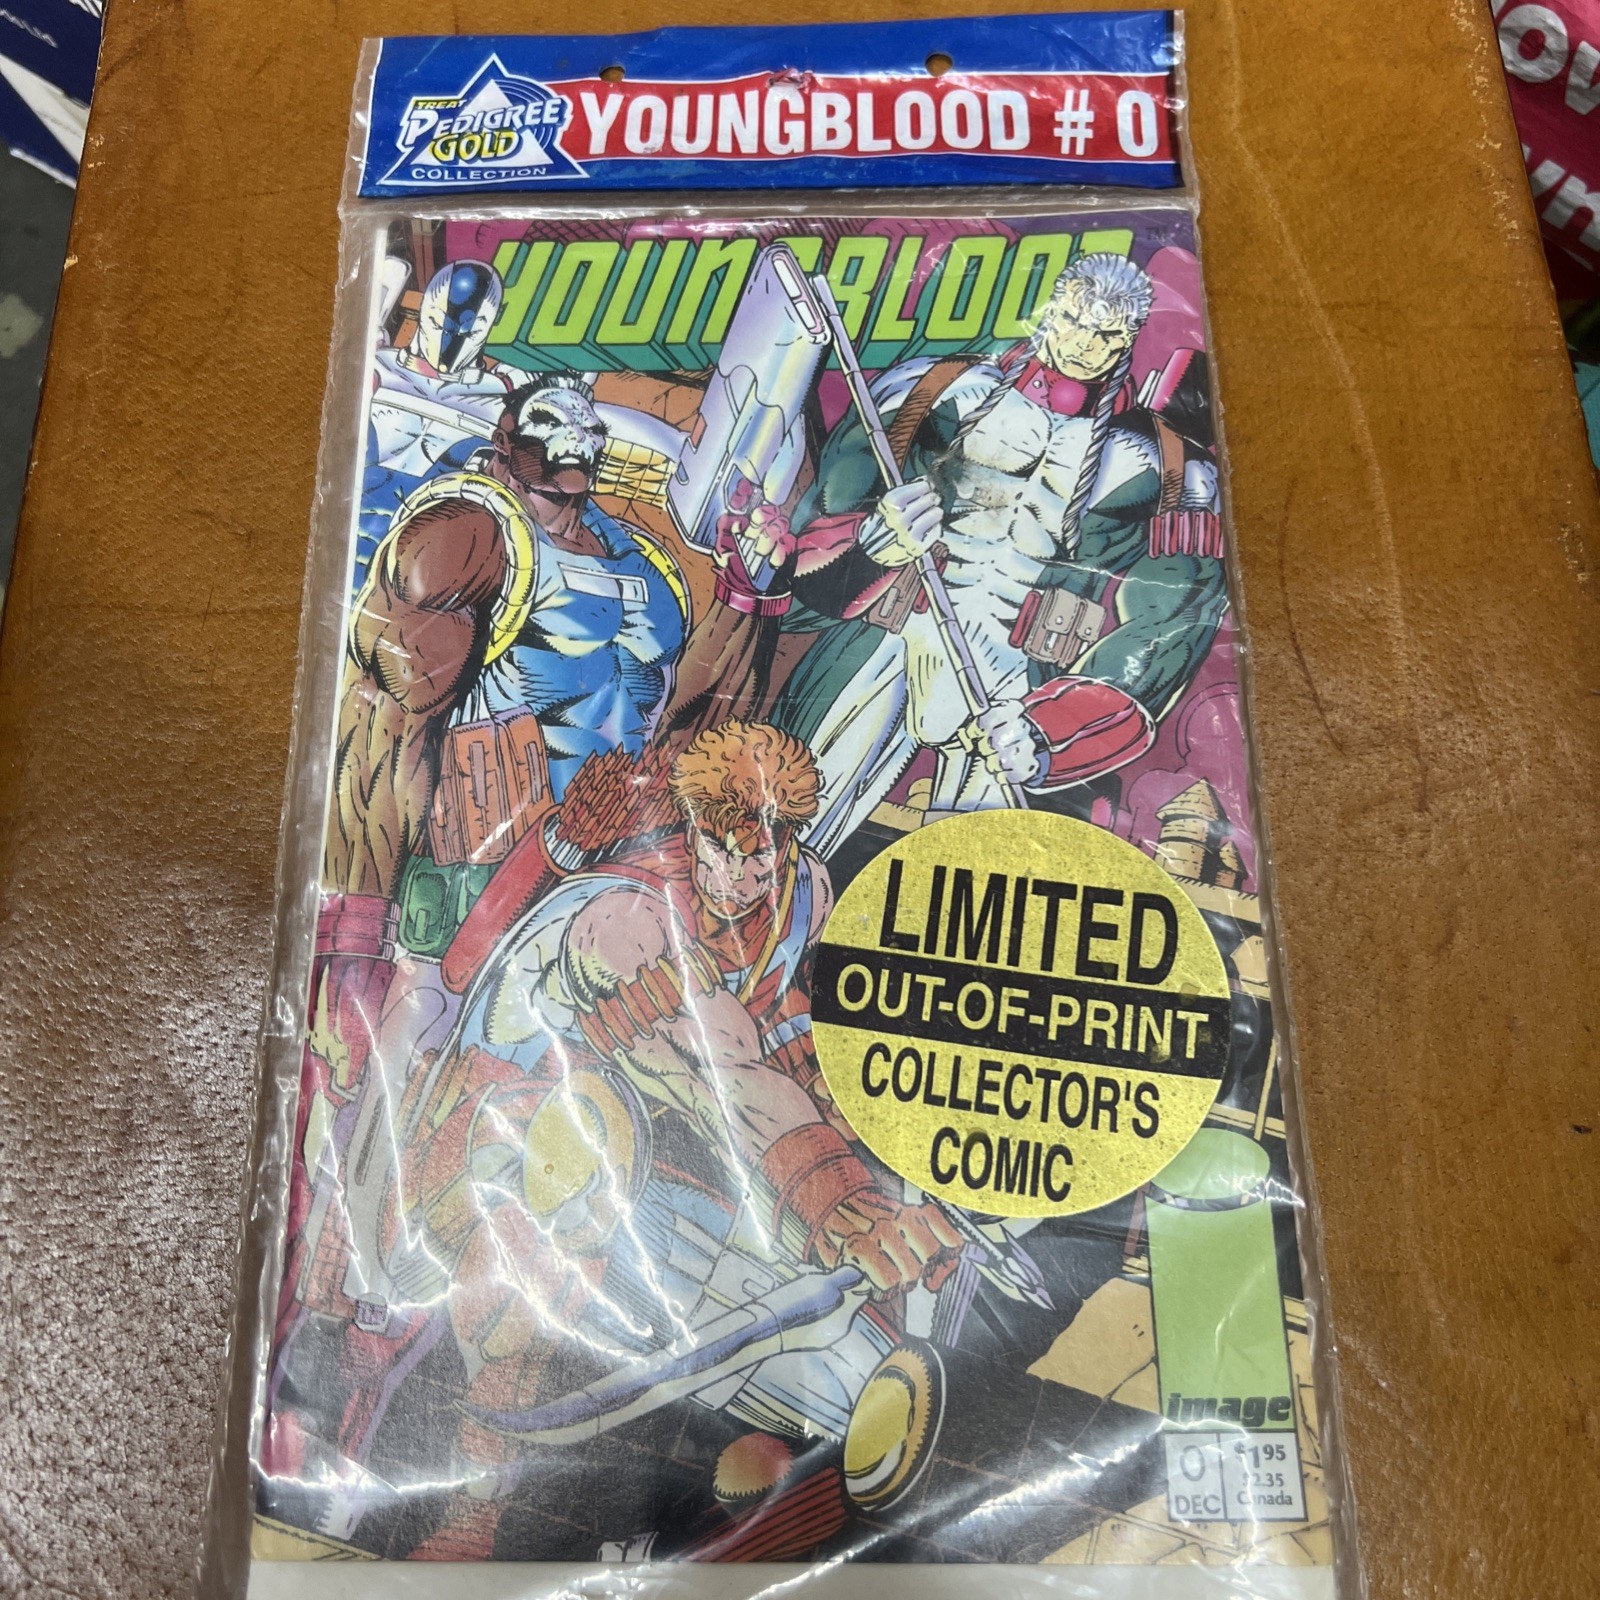 TREAT
PEDIGREE
GOLD
COLLECTION
YOUNGBLOOD # 0
YOUNGBLOOD
TM
LIMITED
OUT-OF-PRINT
COLLECTOR'S
COMIC
image
0
DEC
$1.95
$2.35
Canada